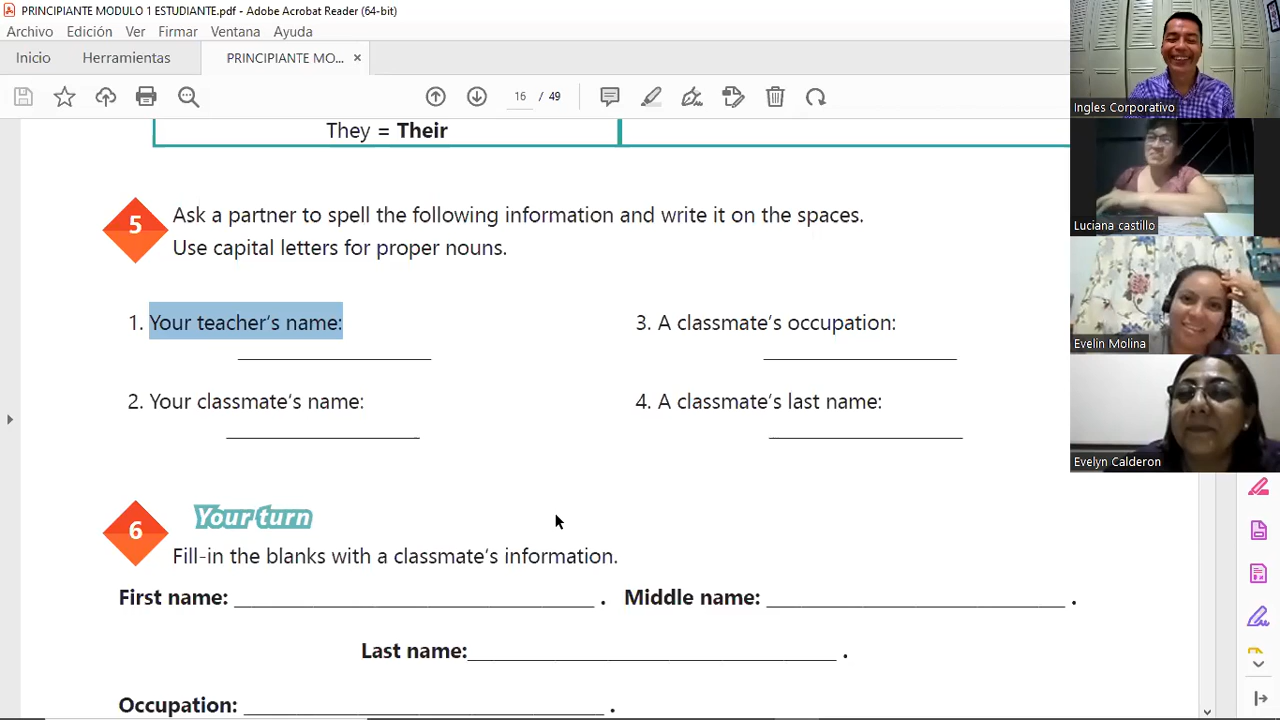 PRINCIPIANTE MODULO 1 ESTUDIANTE.pdf - Adobe Acrobat Reader (64-bit)
Archivo Edición Ver Firmar Ventana Ayuda
Inicio Herramientas PRINCIPIANTE MO... ×
16 / 49
They = Their
5 Ask a partner to spell the following information and write it on the spaces.
Use capital letters for proper nouns.
1. Your teacher's name: 3. A classmate's occupation:
2. Your classmate's name: 4. A classmate's last name:
6 Your turn
Fill-in the blanks with a classmate's information.
First name: ______ . Middle name: ______ .
Last name:______ .
Occupation: ______ .
Ingles Corporativo
Luciana castillo
Evelin Molina
Evelyn Calderon